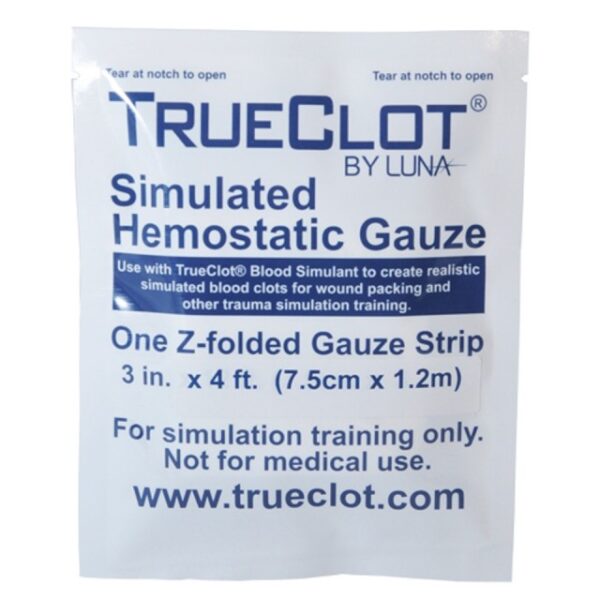 Tear at notch to open Tear at notch to open
TRUECLOT®
BY LUNA
Simulated
Hemostatic Gauze
Use with TrueClot® Blood Simulant to create realistic
simulated blood clots for wound packing and
other trauma simulation training.
One Z-folded Gauze Strip
3 in. x 4 ft. (7.5cm x 1.2m)
For simulation training only.
Not for medical use.
www.trueclot.com